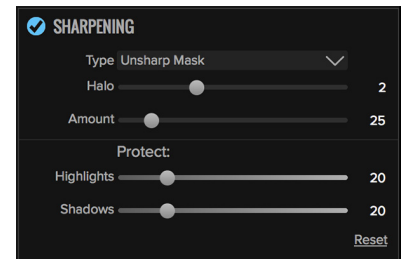 SHARPENING
Type Unsharp Mask
Halo 2
Amount 25
Protect:
Highlights 20
Shadows 20
Reset